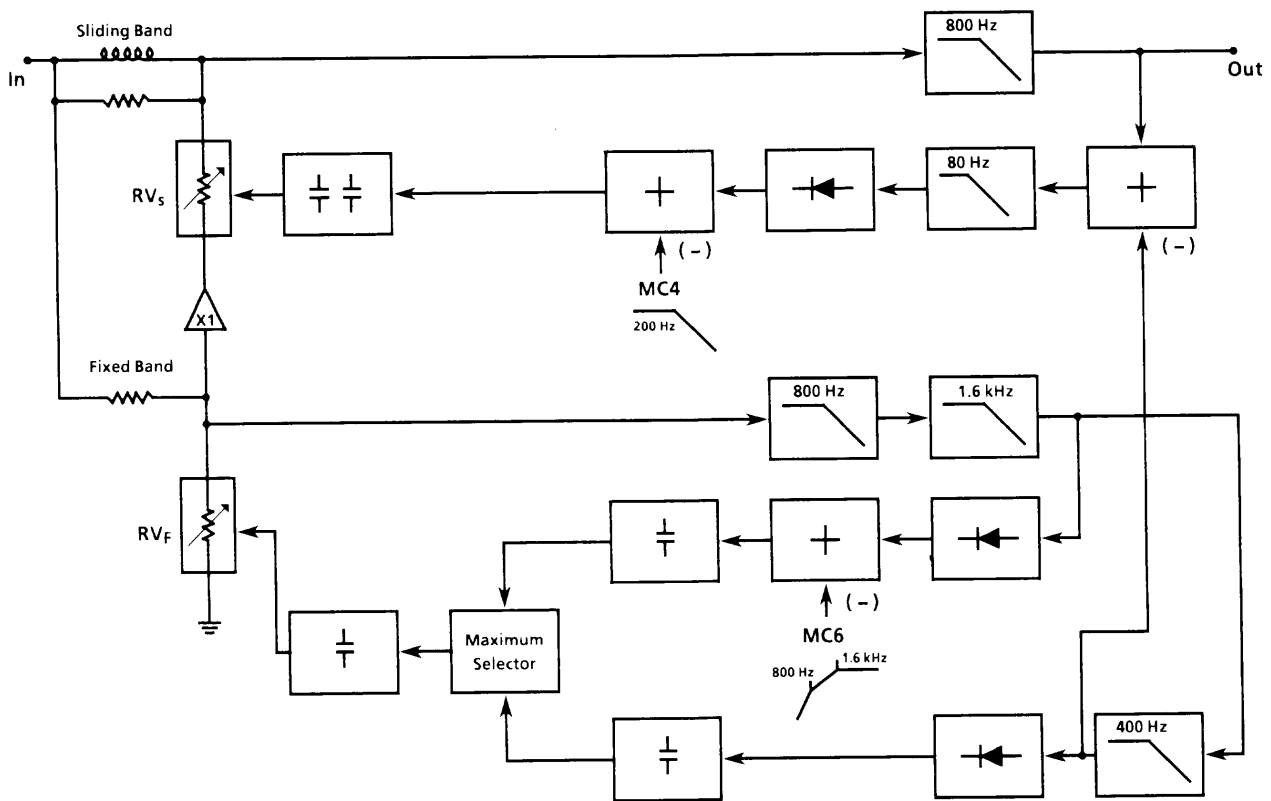 Sliding Band
800 Hz
In
Out
RVs
+
80 Hz
+
(-)
(-)
MC4
200 Hz
X1
Fixed Band
800 Hz
1.6 kHz
RVF
+
(-)
MC6
Maximum
Selector
800 Hz
1.6 kHz
400 Hz